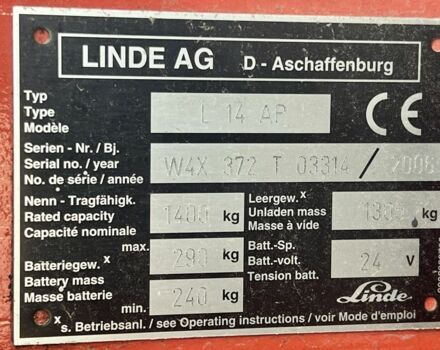 LINDE AG D - Aschaffenburg
Typ
Type
Modèle
L 14 AP
CE
Serien - Nr. / Bj.
Serial no. / year
No. de série / année
W4X 372 T 03314 / 2006
Nenn - Tragfähigk.
Rated capacity
Capacité nominale
1400 kg
Leergew. x
Unladen mass
Masse à vide
kg
Batteriegew. x
Battery mass
Masse batterie
max.
290 kg
min.
240 kg
Batt.-Sp.
Batt.-volt.
Tension batt.
24 V
Linde
x s. Betriebsanl. / see Operating instructions / voir Mode d'emploi